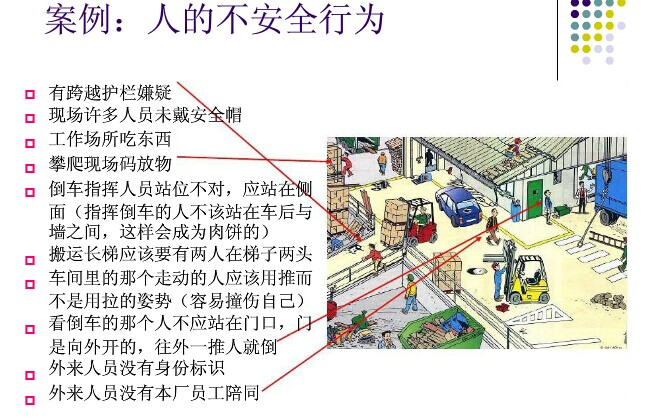 案例：人的不安全行为
有跨越护栏嫌疑
现场许多人员未戴安全帽
工作场所吃东西
攀爬现场码放物
倒车指挥人员站位不对，应站在侧
面（指挥倒车的人不该站在车后与
墙之间，这样会成为肉饼的）
搬运长梯应该要有两人在梯子两头
车间里的那个走动的人应该用推而
不是用拉的姿势（容易撞伤自己）
看倒车的那个人不应站在门口，门
是向外开的，往外一推人就倒
外来人员没有身份标识
外来人员没有本厂员工陪同